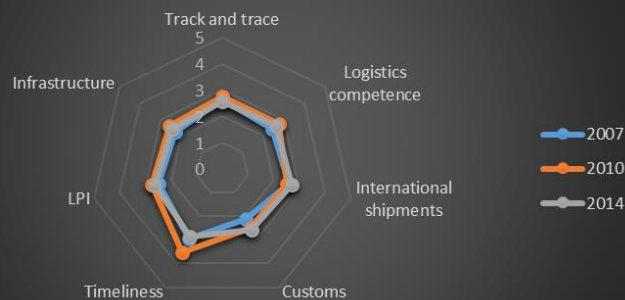 Track and trace
5
4
3
2
1
0
Logistics
competence
International
shipments
Customs
Timeliness
LPI
Infrastructure
2007
2010
2014